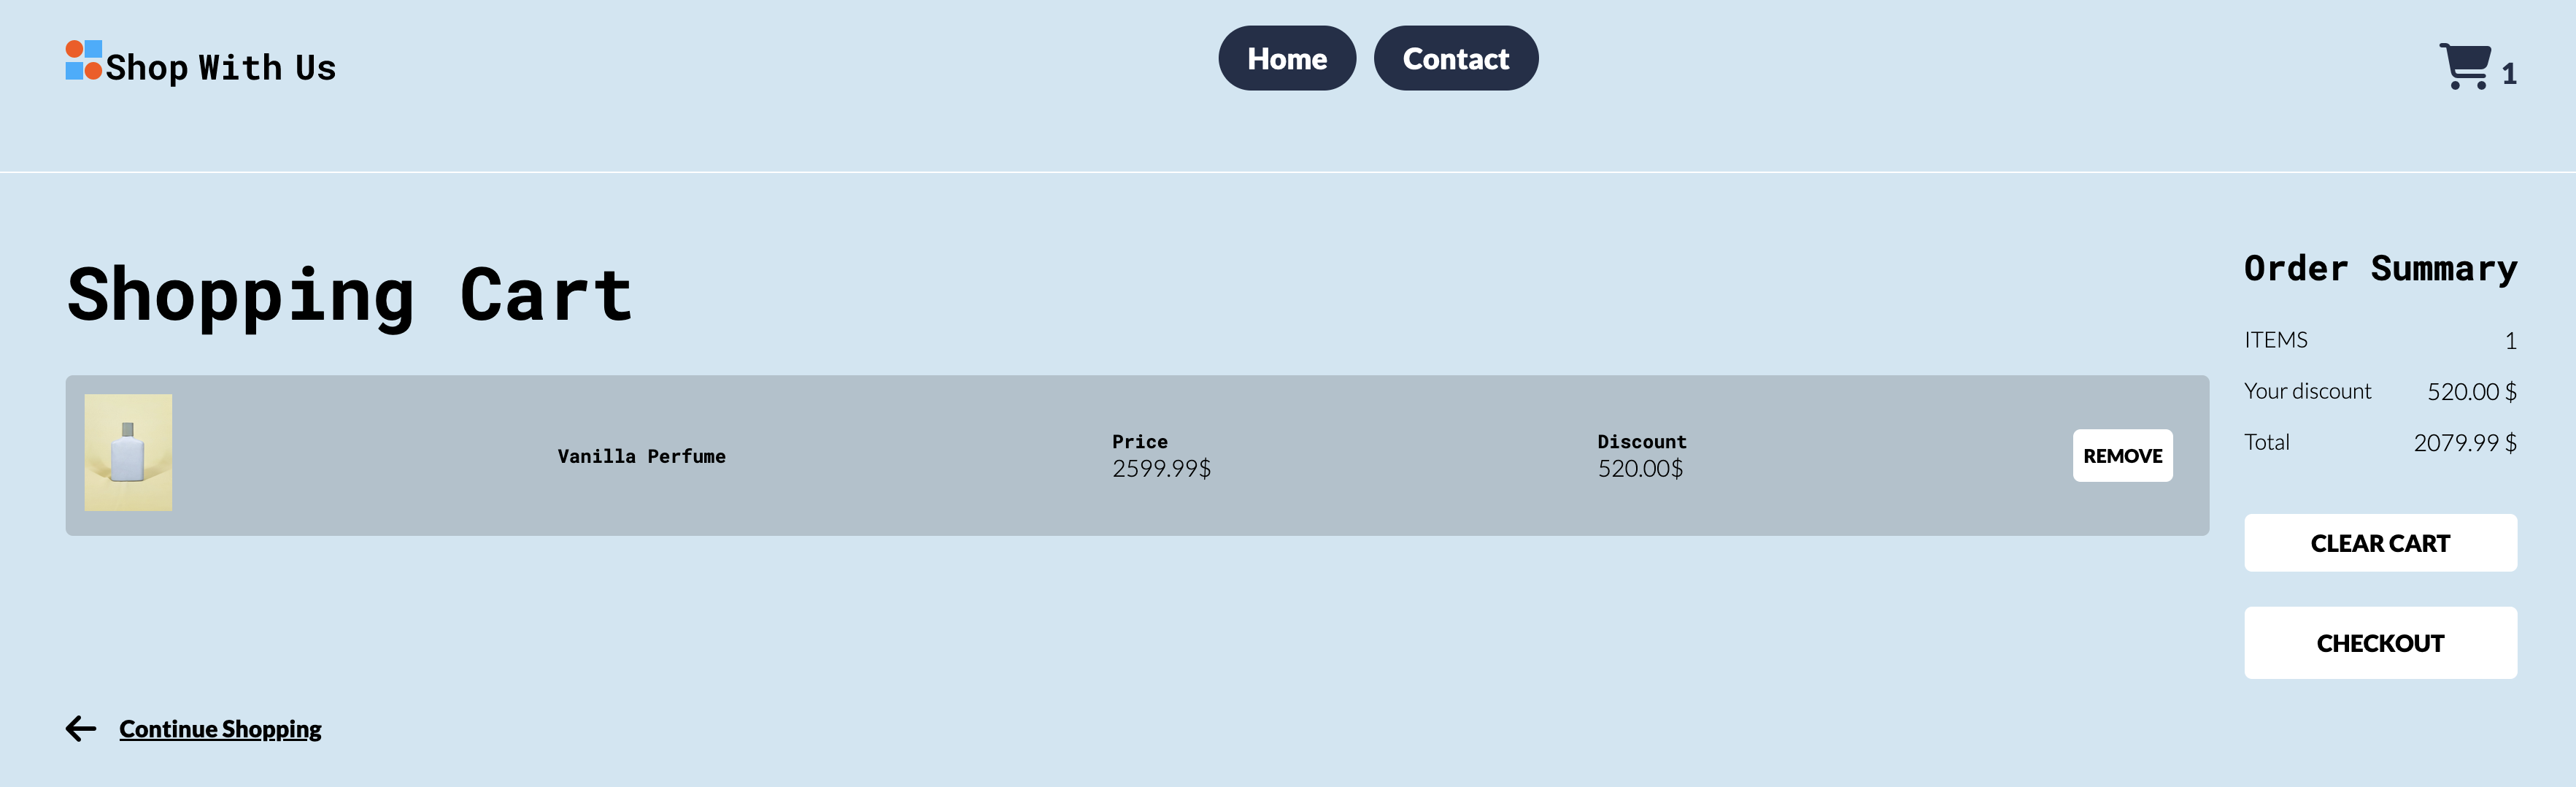 Shop With Us
Home
Contact
1
Shopping Cart
Vanilla Perfume
Price
2599.99$
Discount
520.00$
REMOVE
Order Summary
ITEMS 1
Your discount 520.00 $
Total 2079.99 $
CLEAR CART
CHECKOUT
Continue Shopping